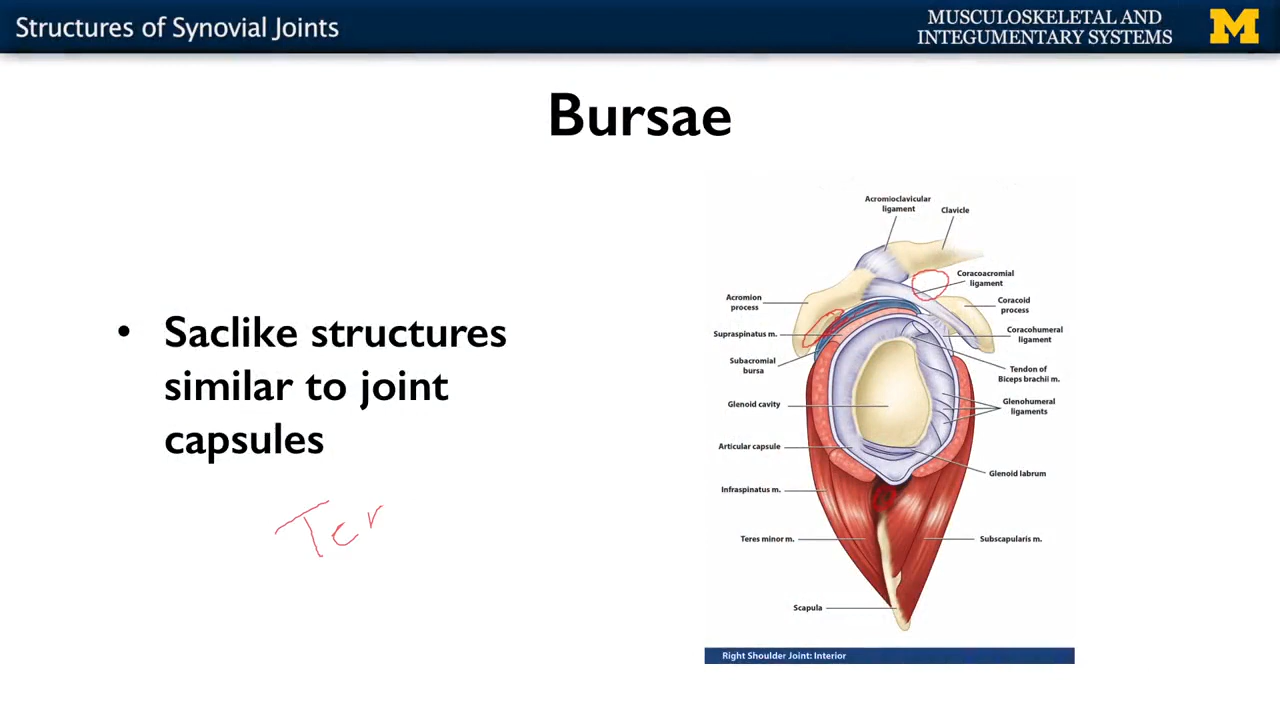 Structures of Synovial Joints
MUSCULOSKELETAL AND
INTEGUMENTARY SYSTEMS
M
Bursae
• Saclike structures
similar to joint
capsules
Ter
Acromioclavicular
ligament
Clavicle
Coracoacromial
ligament
Acromion
process
Coracoid
process
Supraspinatus m.
Coracohumeral
ligament
Subacromial
bursa
Tendon of
Biceps brachii m.
Glenoid cavity
Glenohumeral
ligaments
Articular capsule
Glenoid labrum
Infraspinatus m.
Teres minor m.
Subscapularis m.
Scapula
Right Shoulder Joint: Interior